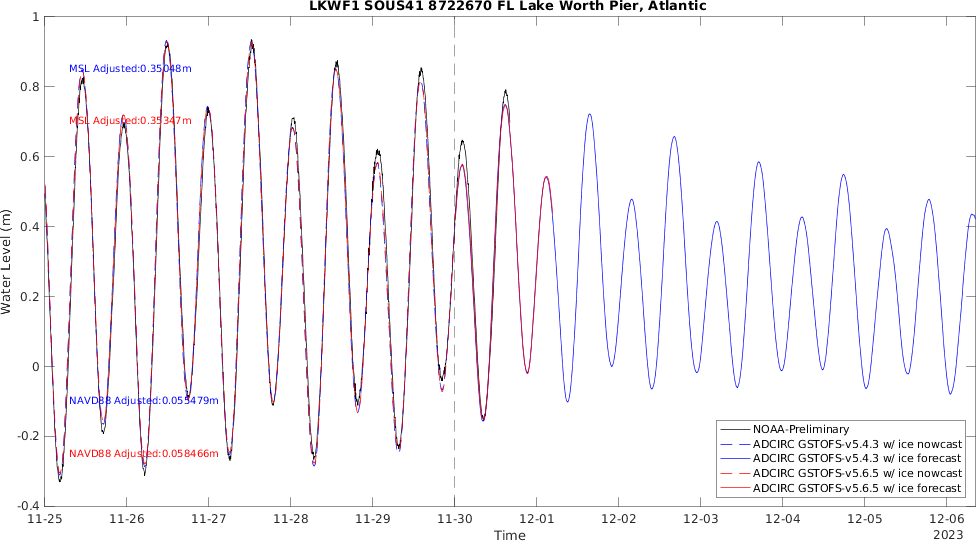 LKWF1 SOUS41 8722670 FL Lake Worth Pier, Atlantic
1
0.8
0.6
0.4
0.2
0
-0.2
-0.4
Water Level (m)
MSL Adjusted:0.35048m
MSL Adjusted:0.35347m
NAVD88 Adjusted:0.055479m
NAVD88 Adjusted:0.058466m
NOAA-Preliminary
ADCIRC GSTOFS-v5.4.3 w/ ice nowcast
ADCIRC GSTOFS-v5.4.3 w/ ice forecast
ADCIRC GSTOFS-v5.6.5 w/ ice nowcast
ADCIRC GSTOFS-v5.6.5 w/ ice forecast
11-25 11-26 11-27 11-28 11-29 11-30 12-01 12-02 12-03 12-04 12-05 12-06
Time
2023